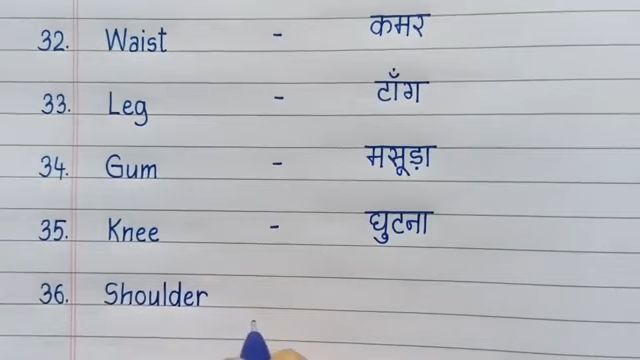 32. Waist - कमर
33. Leg - टाँग
34. Gum - मसूड़ा
35. Knee - घुटना
36. Shoulder